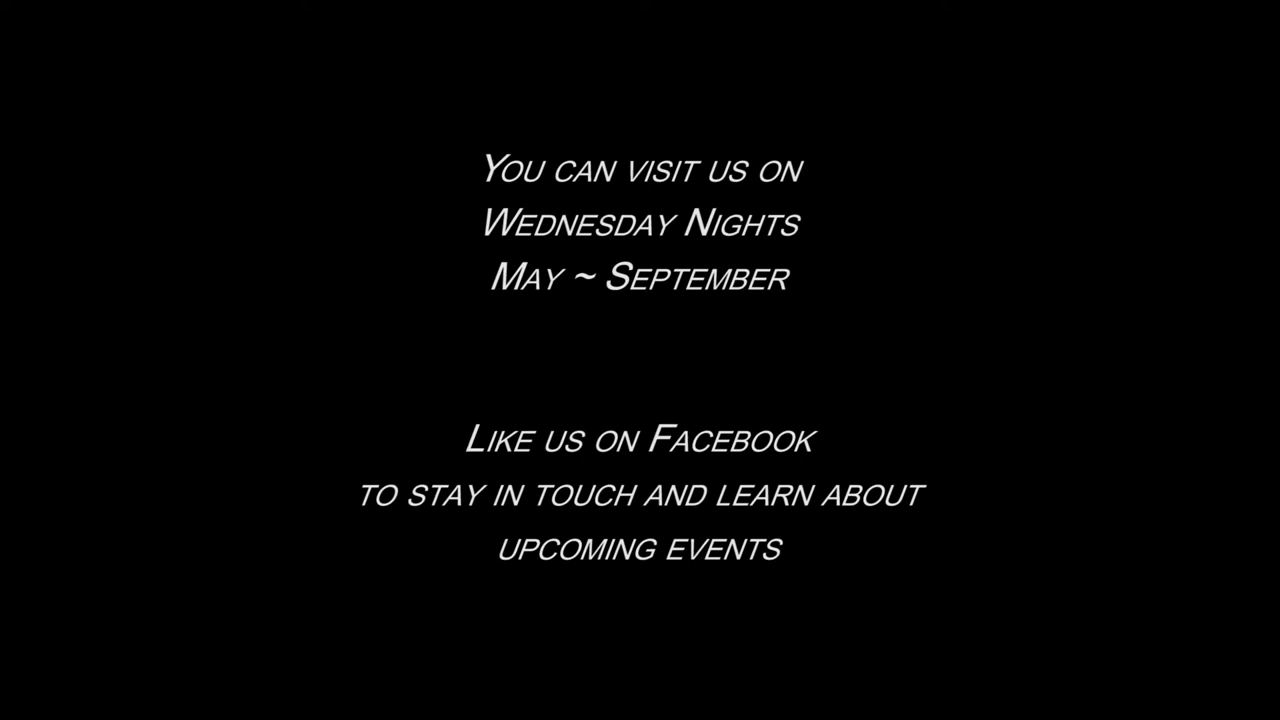 You can visit us on
Wednesday Nights
May ~ September
Like us on Facebook
to stay in touch and learn about
upcoming events